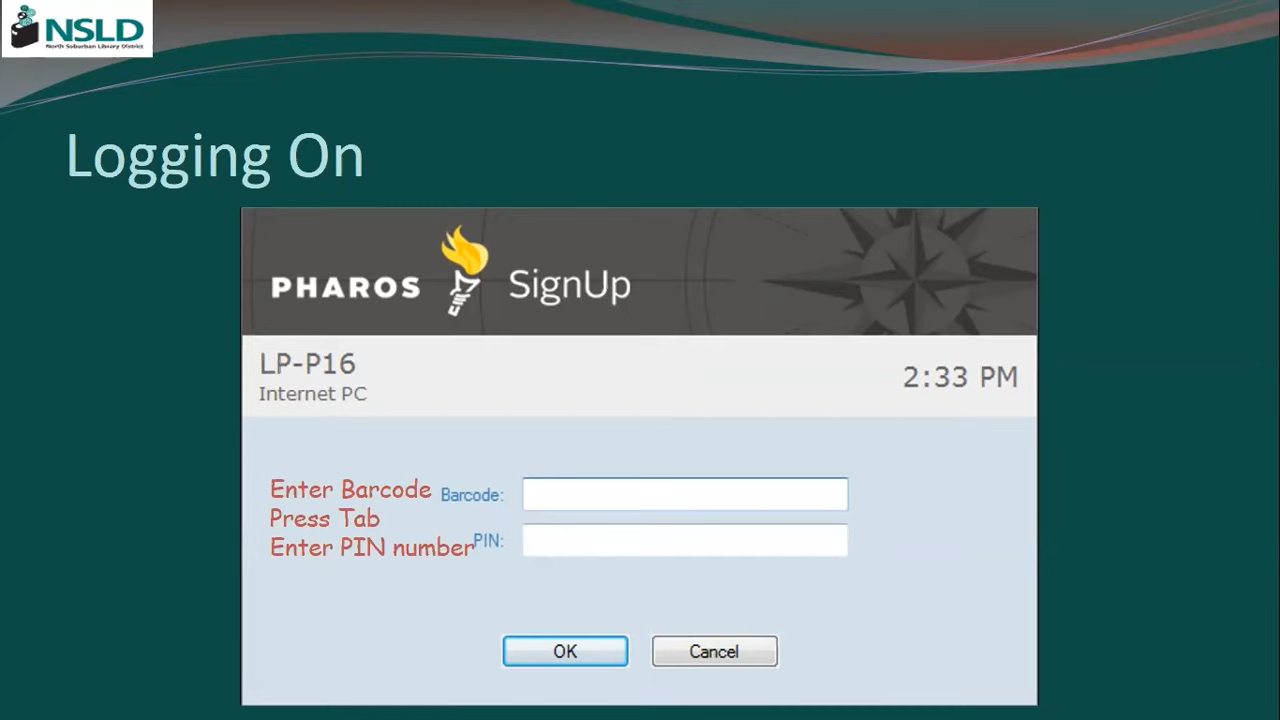 NSLD
North Suburban Library District
Logging On
PHAROS SignUp
LP-P16
Internet PC
2:33 PM
Enter Barcode
Press Tab
Enter PIN number
Barcode:
PIN:
OK
Cancel